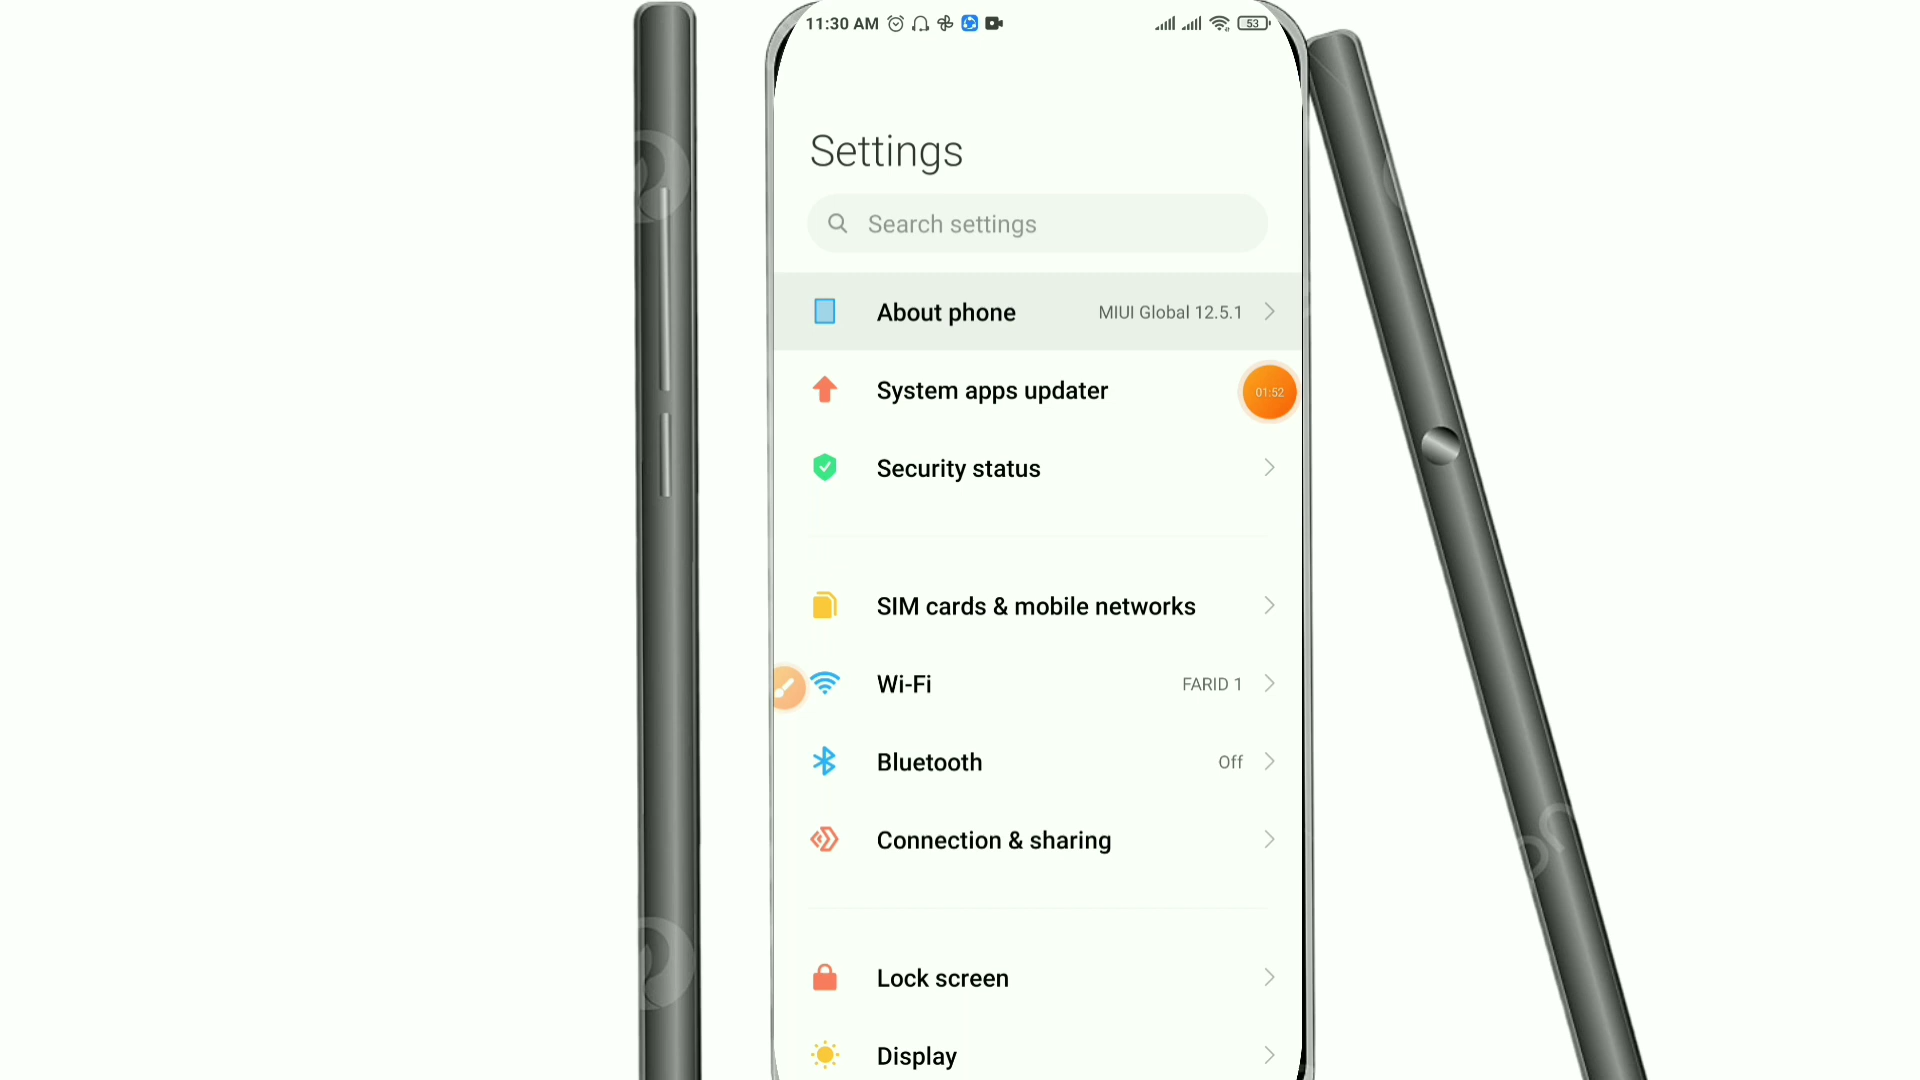 11:30 AM
53
Settings
Search settings
About phone
MIUI Global 12.5.1
System apps updater
01:52
Security status
SIM cards & mobile networks
Wi-Fi
FARID 1
Bluetooth
Off
Connection & sharing
Lock screen
Display